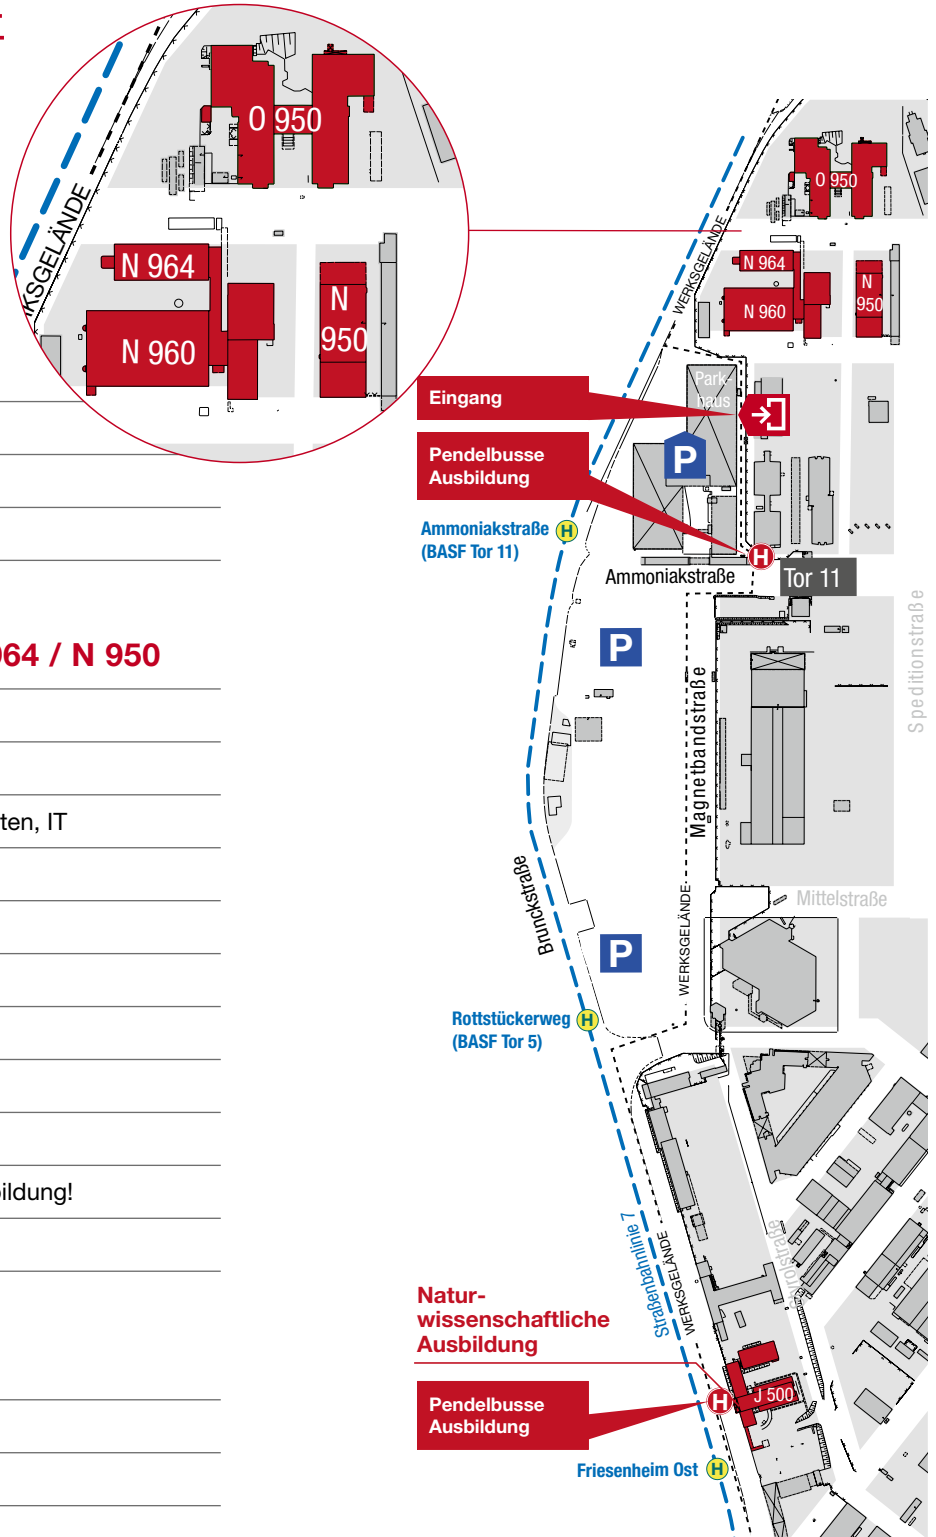 O 950
WERKSGELÄNDE
KSGELÄNDE
O 950
N 964
N 960
N
950
N 964
N 960
N
950
WERKSGELÄNDE
Park-
haus
Eingang
P
Pendelbusse
Ausbildung
Ammoniakstraße H
(BASF Tor 11)
Ammoniakstraße
H
Tor 11
Speditionstraße
964 / N 950
P
Magnetbandstraße
ten, IT
Mittelstraße
Brunckstraße
P
WERKSGELÄNDE
Rottstückerweg H
(BASF Tor 5)
ildung!
Straßenbahnlinie 7
WERKSGELÄNDE
yrolstraße
Natur-
wissenschaftliche
Ausbildung
J 500
H
Pendelbusse
Ausbildung
Friesenheim Ost H